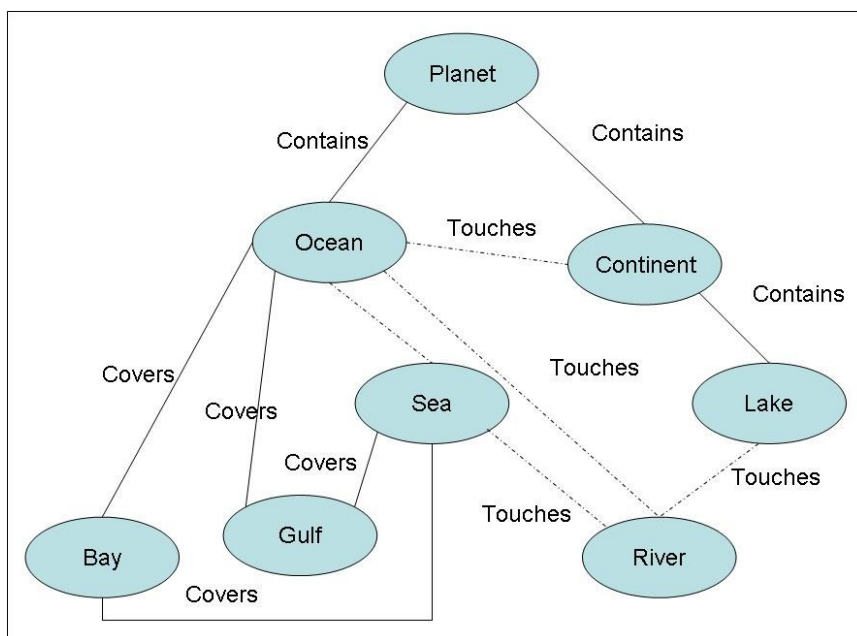 Planet
Contains
Contains
Ocean
Touches
Continent
Contains
Covers
Touches
Covers
Sea
Lake
Covers
Touches
Touches
Gulf
Bay
River
Covers